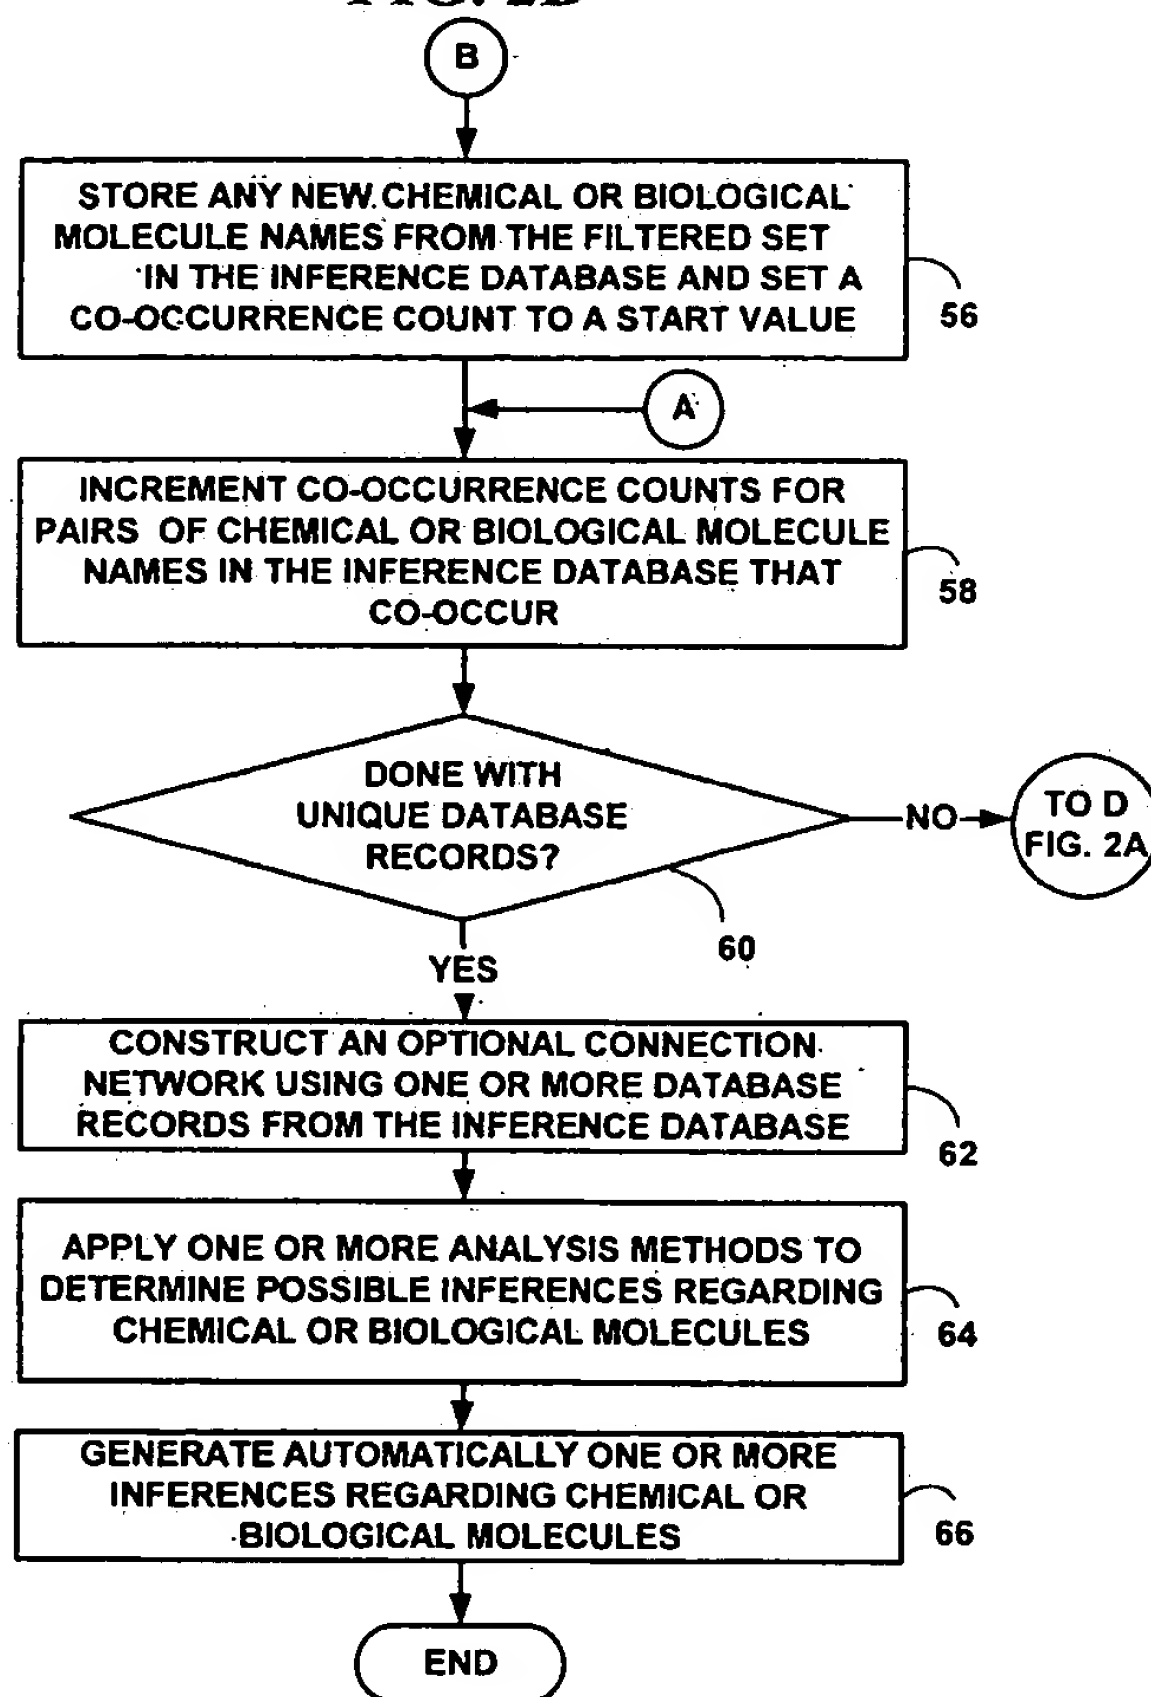 B
STORE ANY NEW CHEMICAL OR BIOLOGICAL
MOLECULE NAMES FROM THE FILTERED SET
IN THE INFERENCE DATABASE AND SET A
CO-OCCURRENCE COUNT TO A START VALUE
56
A
INCREMENT CO-OCCURRENCE COUNTS FOR
PAIRS OF CHEMICAL OR BIOLOGICAL MOLECULE
NAMES IN THE INFERENCE DATABASE THAT
CO-OCCUR
58
DONE WITH
UNIQUE DATABASE
RECORDS?
NO
TO D
FIG. 2A
60
YES
CONSTRUCT AN OPTIONAL CONNECTION
NETWORK USING ONE OR MORE DATABASE
RECORDS FROM THE INFERENCE DATABASE
62
APPLY ONE OR MORE ANALYSIS METHODS TO
DETERMINE POSSIBLE INFERENCES REGARDING
CHEMICAL OR BIOLOGICAL MOLECULES
64
GENERATE AUTOMATICALLY ONE OR MORE
INFERENCES REGARDING CHEMICAL OR
BIOLOGICAL MOLECULES
66
END